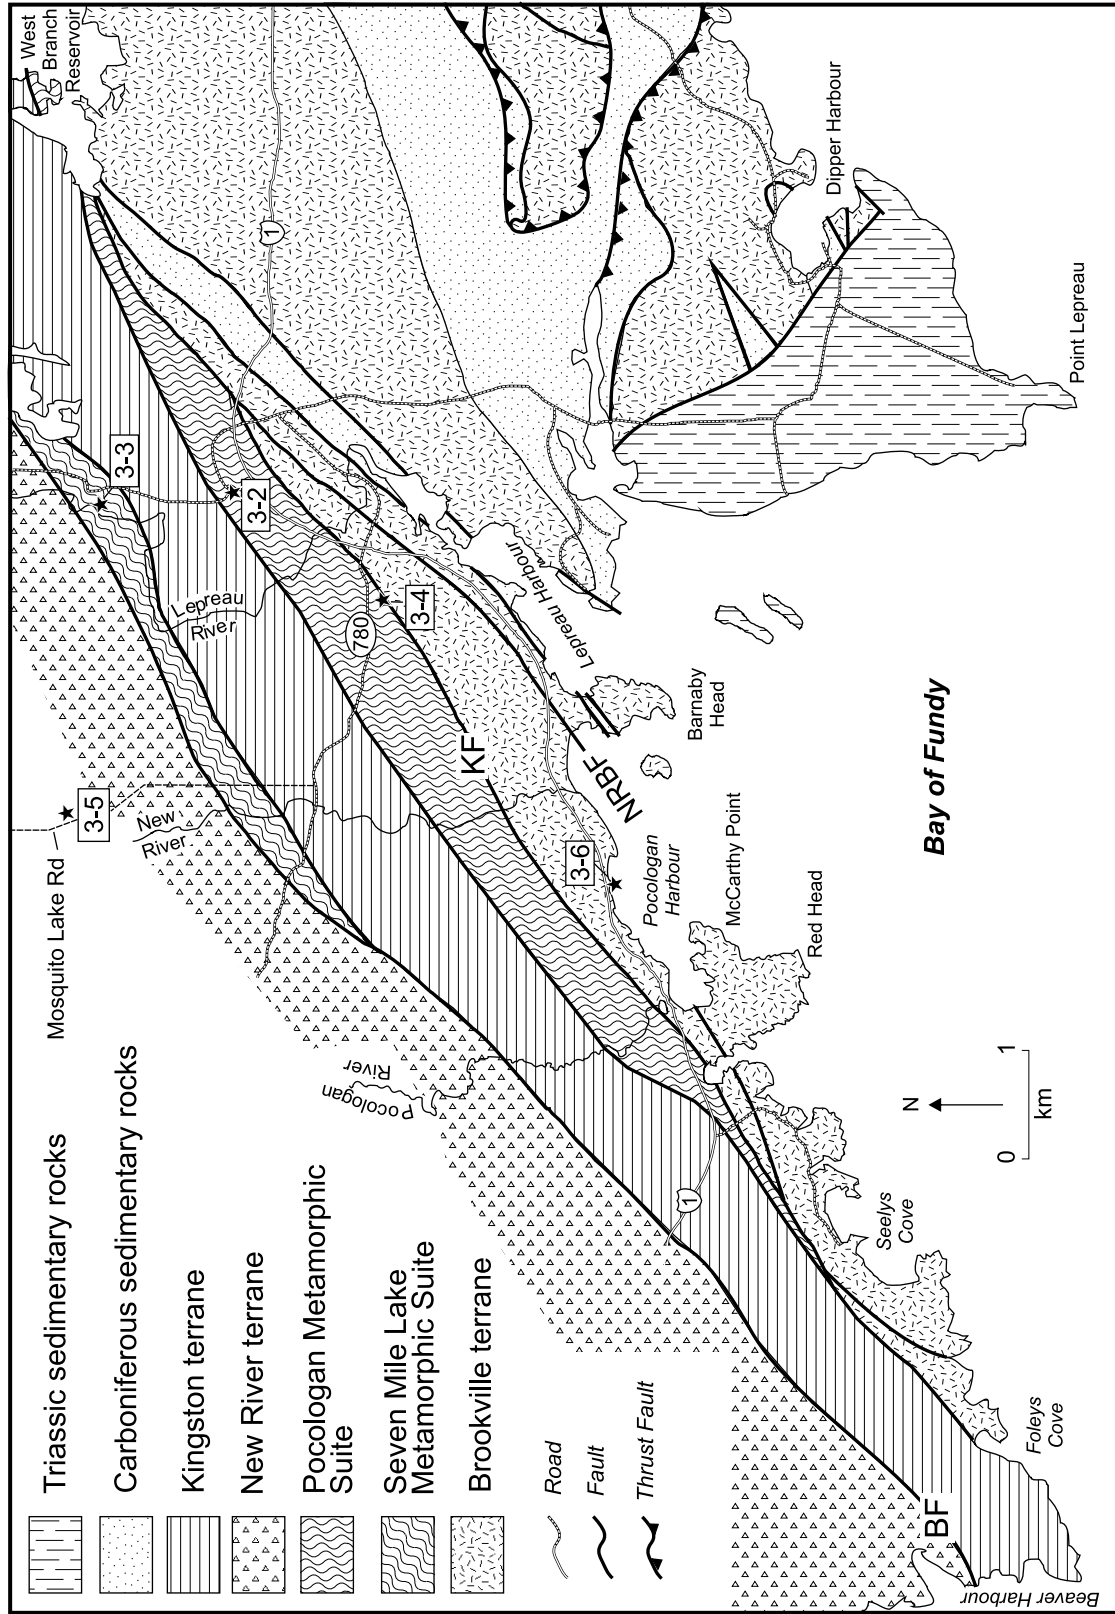 Triassic sedimentary rocks
Carboniferous sedimentary rocks
Kingston terrane
New River terrane
Pocologan Metamorphic
Suite
Seven Mile Lake
Metamorphic Suite
Brookville terrane
Road
Fault
Thrust Fault
Mosquito Lake Rd
3-5
New
River
3-3
Lepreau
River
3-2
West
Branch
Reservoir
1
780
3-4
KF
NRBF
3-6
Pocologan
River
Pocologan
Harbour
McCarthy Point
Red Head
Barnaby
Head
Lepreau Harbour
Dipper Harbour
Point Lepreau
Bay of Fundy
1
Seelys
Cove
Foleys
Cove
BF
Beaver Harbour
N
0
1
km